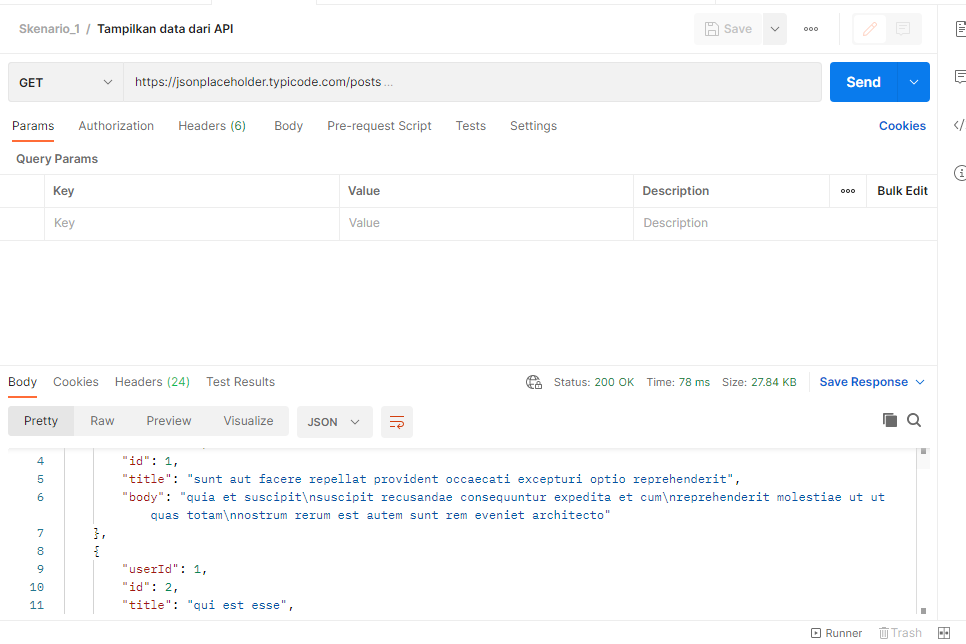 Skenario_1 / Tampilkan data dari API
Save
GET
https://jsonplaceholder.typicode.com/posts ...
Send
Params Authorization Headers (6) Body Pre-request Script Tests Settings Cookies
Query Params
Key Value Description ooo Bulk Edit
Key Value Description
Body Cookies Headers (24) Test Results Status: 200 OK Time: 78 ms Size: 27.84 KB Save Response
Pretty Raw Preview Visualize JSON
4 "id": 1,
5 "title": "sunt aut facere repellat provident occaecati excepturi optio reprehenderit",
6 "body": "quia et suscipit\nsuscipit recusandae consequuntur expedita et cum\nreprehenderit molestiae ut ut
quas totam\nnostrum rerum est autem sunt rem eveniet architecto"
7 },
8 {
9 "userId": 1,
10 "id": 2,
11 "title": "qui est esse",
Runner Trash